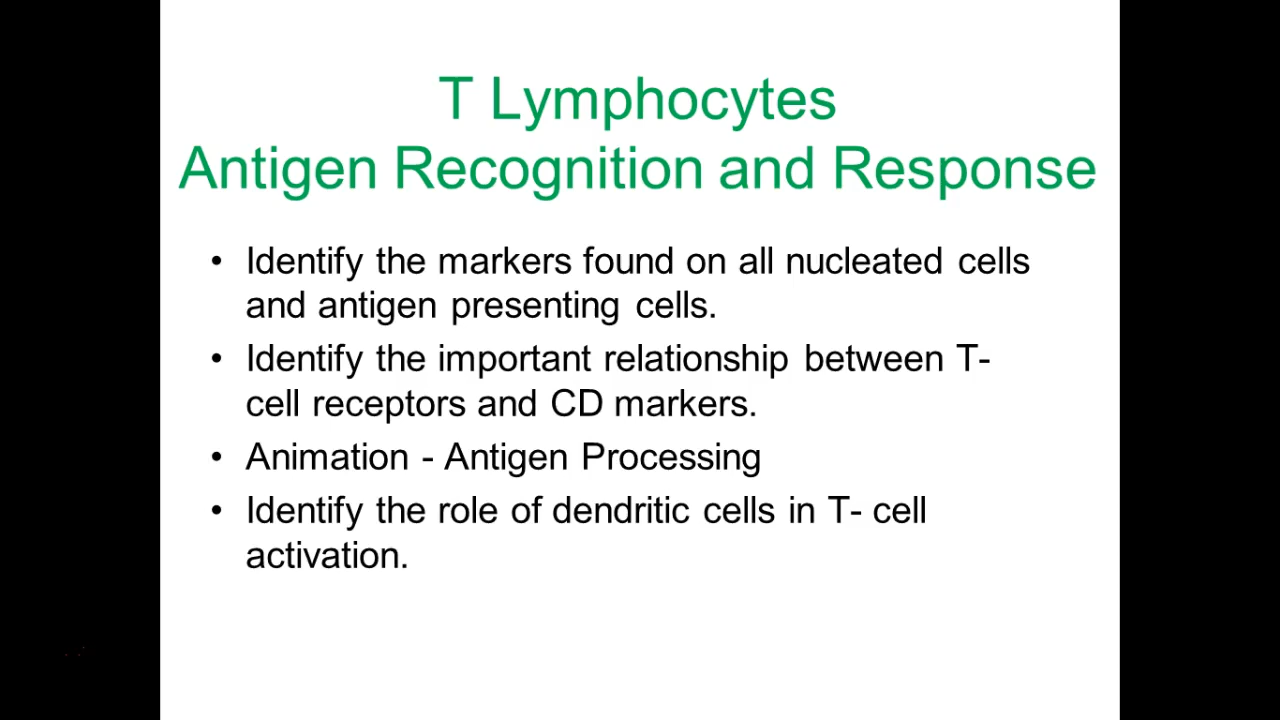 T Lymphocytes
Antigen Recognition and Response
• Identify the markers found on all nucleated cells
and antigen presenting cells.
• Identify the important relationship between T-
cell receptors and CD markers.
• Animation - Antigen Processing
• Identify the role of dendritic cells in T- cell
activation.